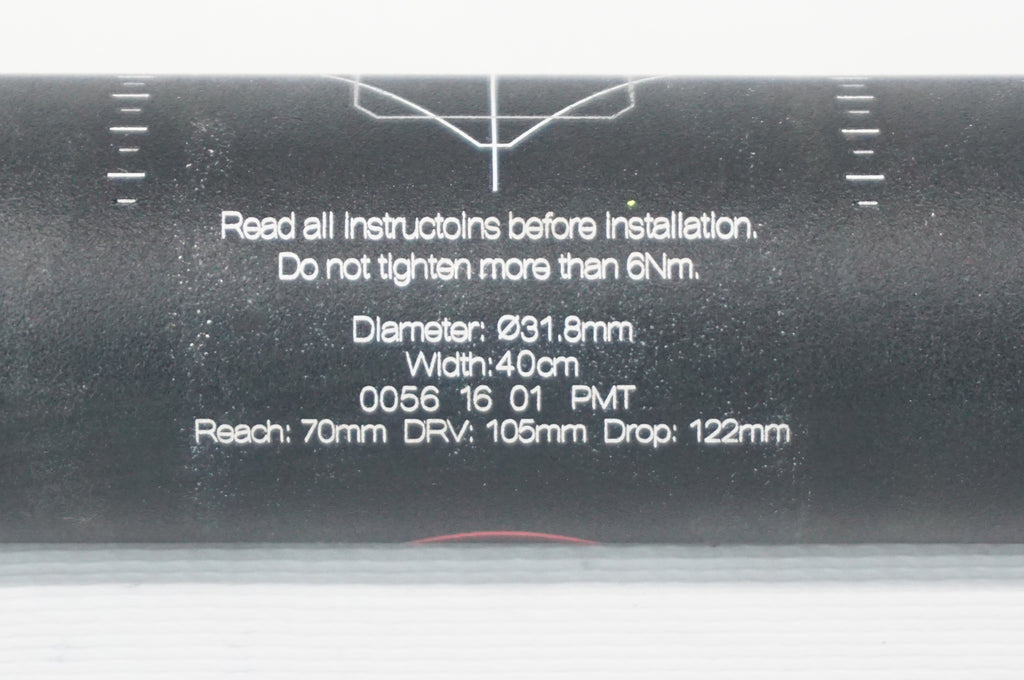 Read all instructoins before installation.
Do not tighten more than 6Nm.
Diameter: Ø31.8mm
Width:40cm
0056 16 01 PMT
Reach: 70mm DRV: 105mm Drop: 122mm